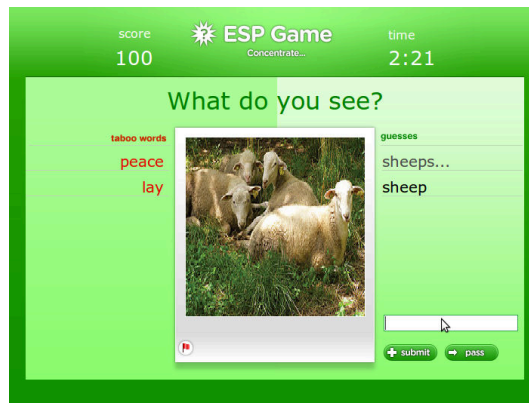 score
100
ESP Game
Concentrate...
time
2:21
What do you see?
taboo words
peace
lay
guesses
sheeps...
sheep
submit
pass